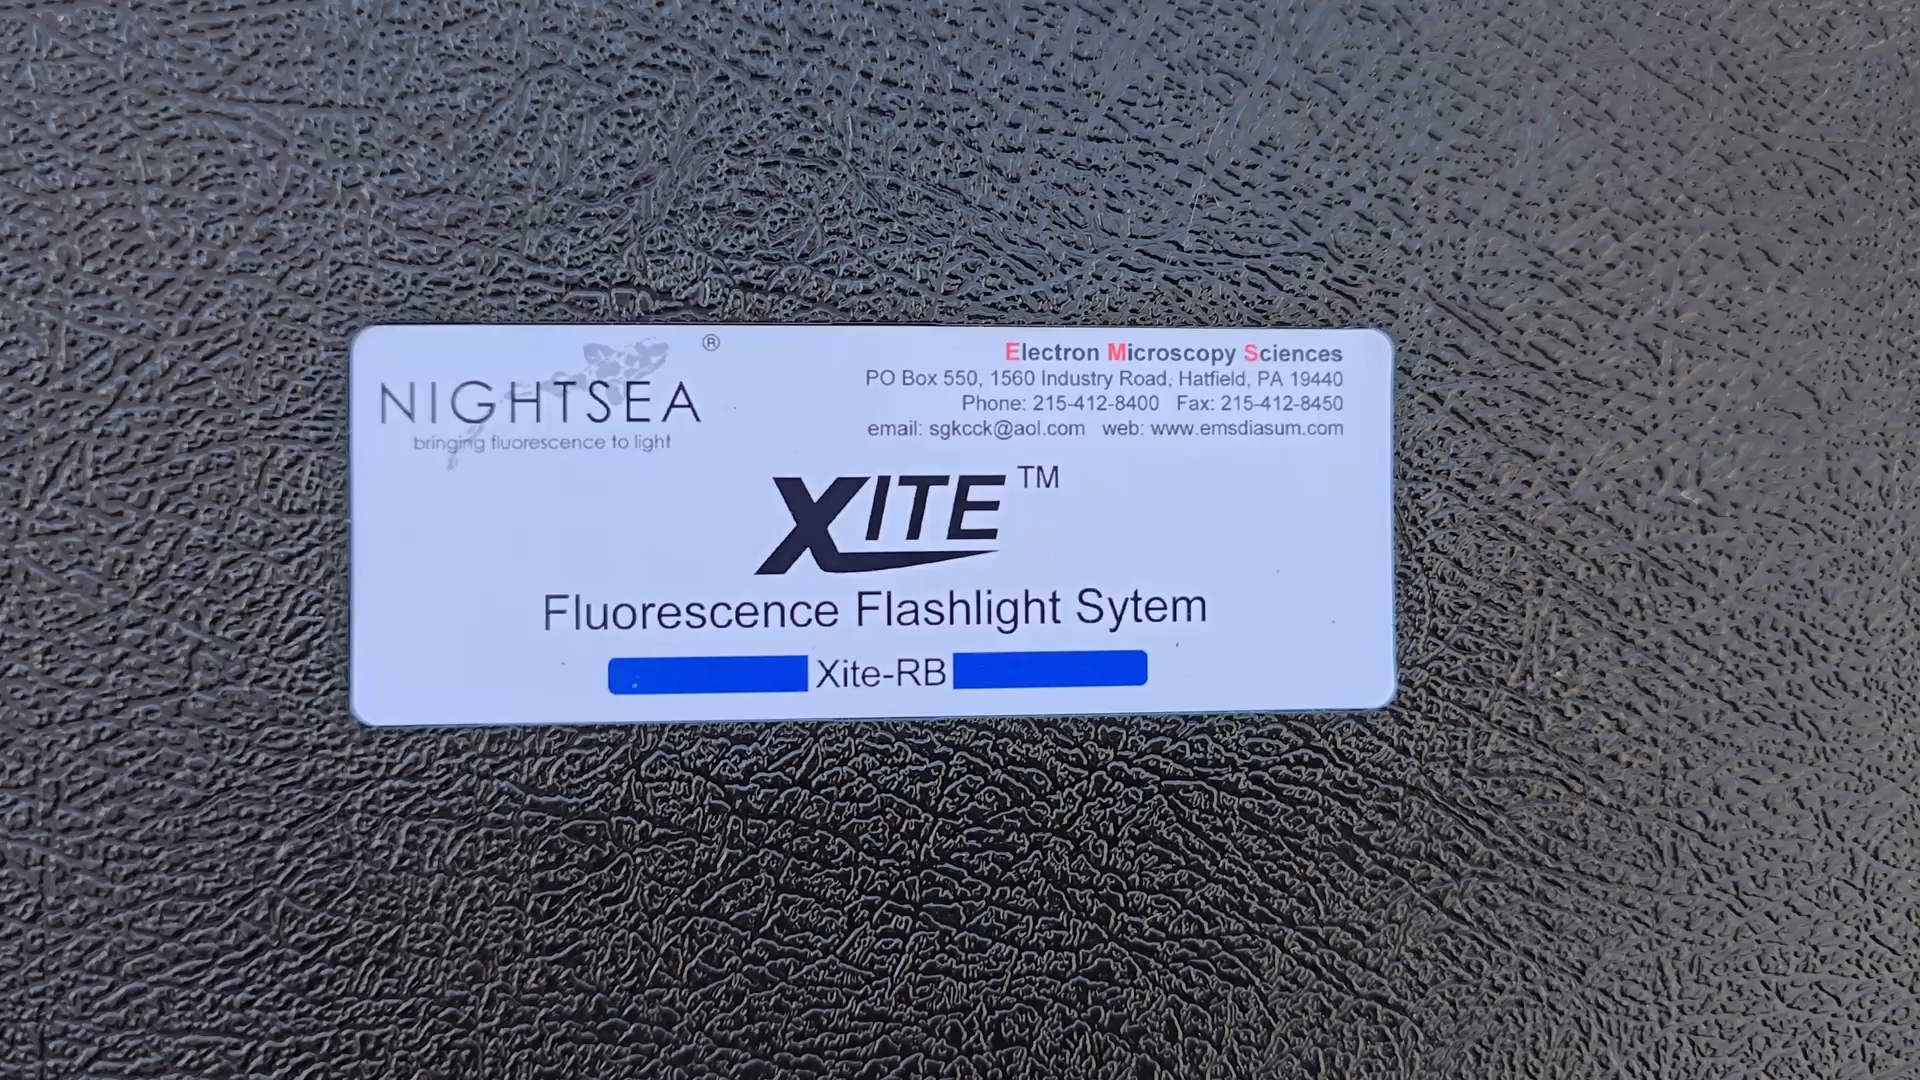 NIGHTSEA®
bringing fluorescence to light
Electron Microscopy Sciences
PO Box 550, 1560 Industry Road, Hatfield, PA 19440
Phone: 215-412-8400 Fax: 215-412-8450
email: sgkcck@aol.com web: www.emsdiasum.com
XITE™
Fluorescence Flashlight Sytem
Xite-RB